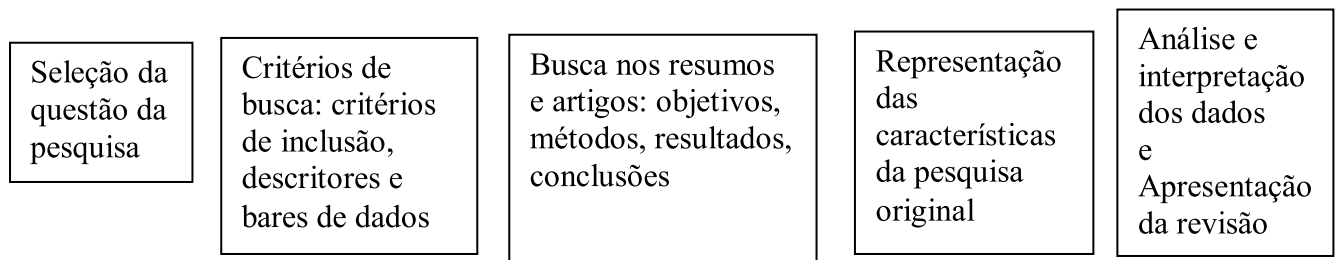 Seleção da
questão da
pesquisa
Critérios de
busca: critérios
de inclusão,
descritores e
bares de dados
Busca nos resumos
e artigos: objetivos,
métodos, resultados,
conclusões
Representação
das
características
da pesquisa
original
Análise e
interpretação
dos dados
e
Apresentação
da revisão